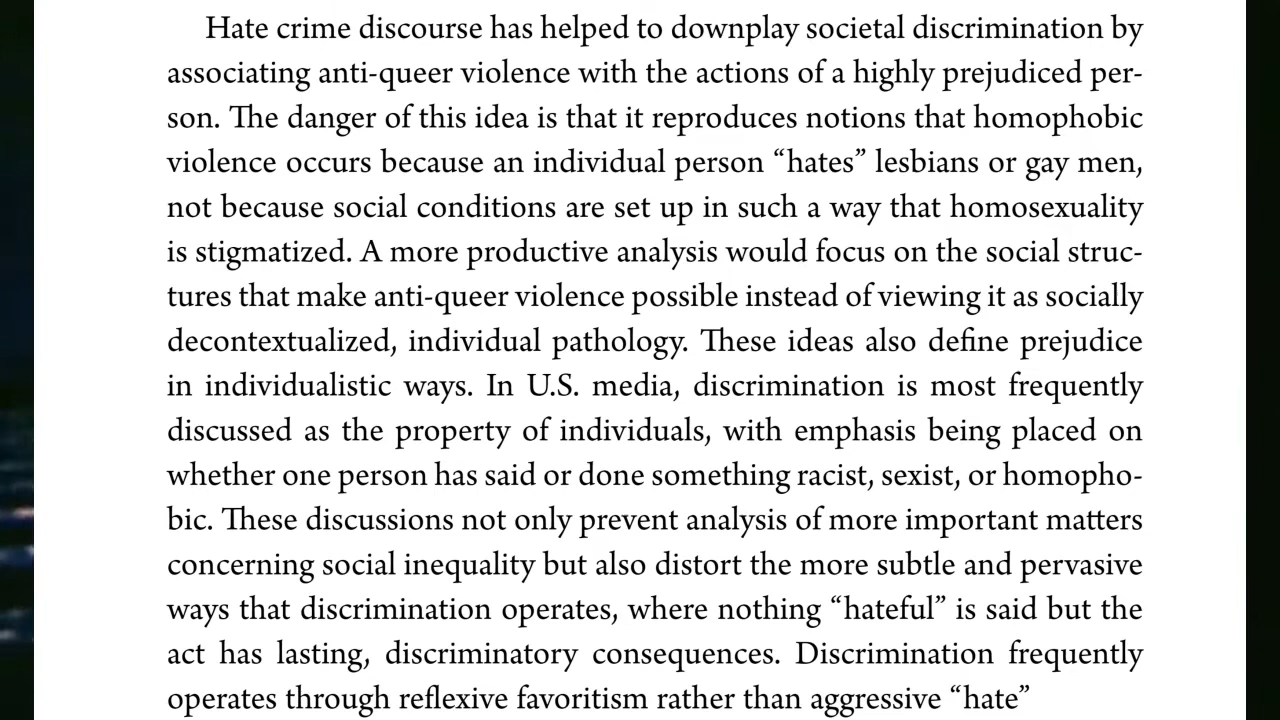 Hate crime discourse has helped to downplay societal discrimination by
associating anti-queer violence with the actions of a highly prejudiced per-
son. The danger of this idea is that it reproduces notions that homophobic
violence occurs because an individual person “hates” lesbians or gay men,
not because social conditions are set up in such a way that homosexuality
is stigmatized. A more productive analysis would focus on the social struc-
tures that make anti-queer violence possible instead of viewing it as socially
decontextualized, individual pathology. These ideas also define prejudice
in individualistic ways. In U.S. media, discrimination is most frequently
discussed as the property of individuals, with emphasis being placed on
whether one person has said or done something racist, sexist, or homopho-
bic. These discussions not only prevent analysis of more important matters
concerning social inequality but also distort the more subtle and pervasive
ways that discrimination operates, where nothing “hateful” is said but the
act has lasting, discriminatory consequences. Discrimination frequently
operates through reflexive favoritism rather than aggressive “hate”